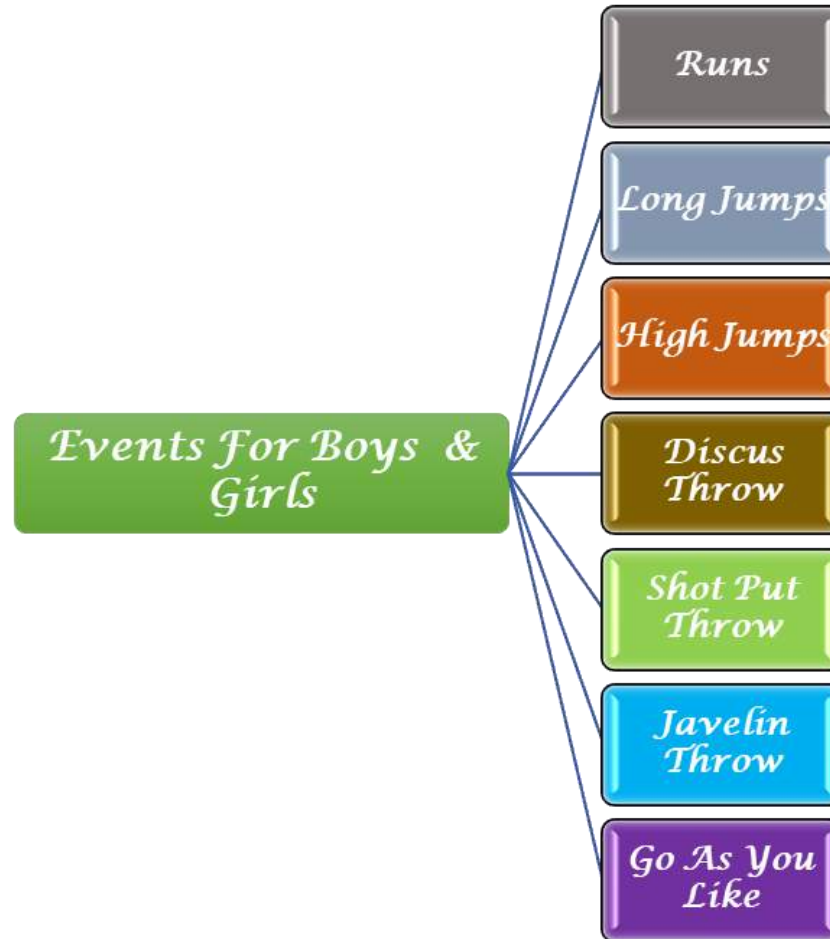 Runs
Long Jumps
High Jumps
Events For Boys & Girls
Discus
Throw
Shot Put
Throw
Javelin
Throw
Go As You
Like